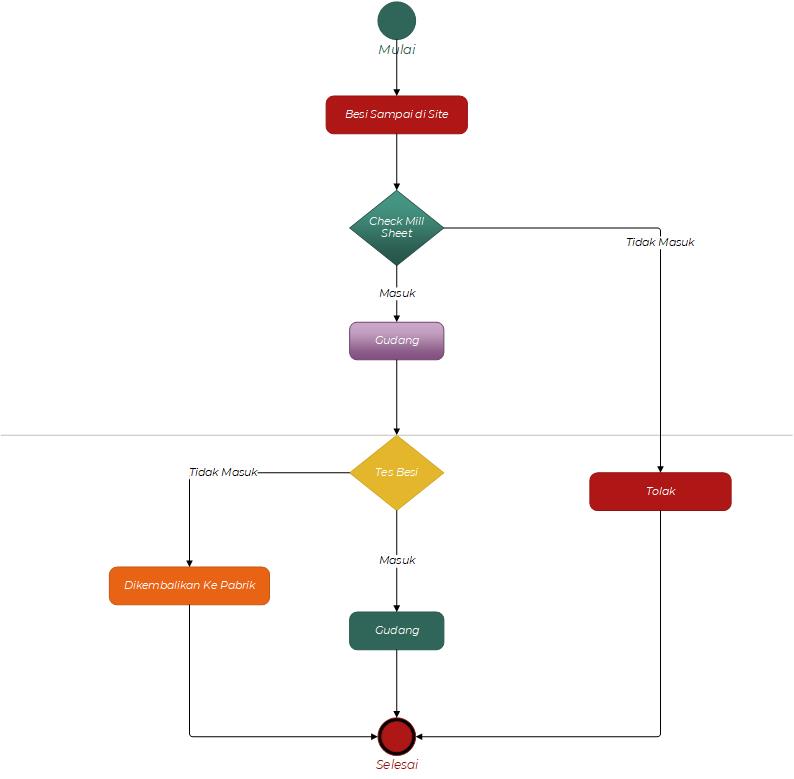 Mulai
Besi Sampai di Site
Check Mill
Sheet
Tidak Masuk
Masuk
Gudang
Tidak Masuk
Tes Besi
Tolak
Masuk
Dikembalikan Ke Pabrik
Gudang
Selesai